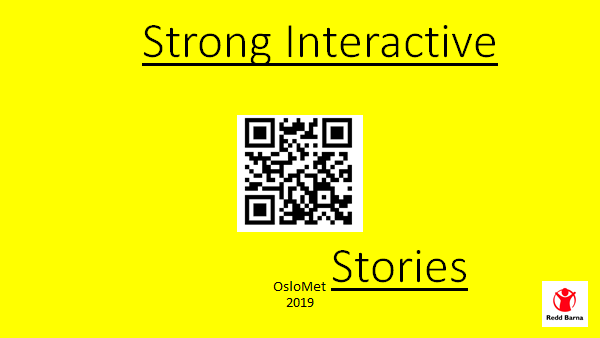 Strong Interactive
Stories
OsloMet
2019
Redd Barna